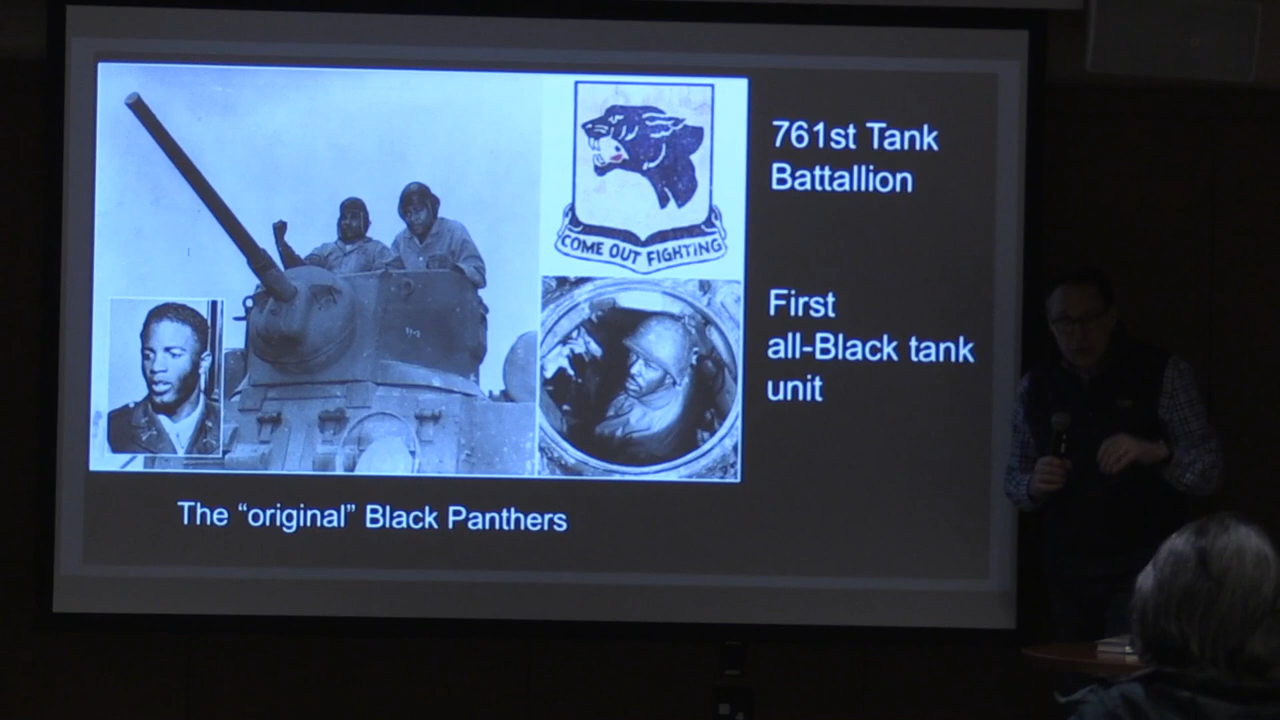 761st Tank
Battallion
COME OUT FIGHTING
First
all-Black tank
unit
The “original” Black Panthers